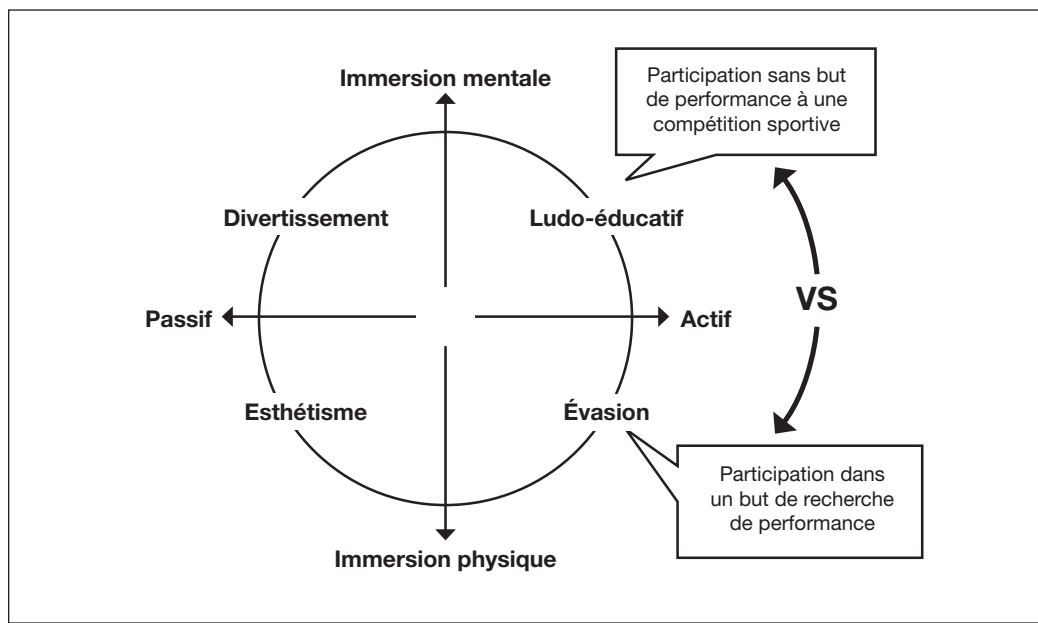 Immersion mentale
Participation sans but
de performance à une
compétition sportive
Divertissement
Ludo-éducatif
Passif
Actif
VS
Esthétisme
Évasion
Participation dans
un but de recherche
de performance
Immersion physique